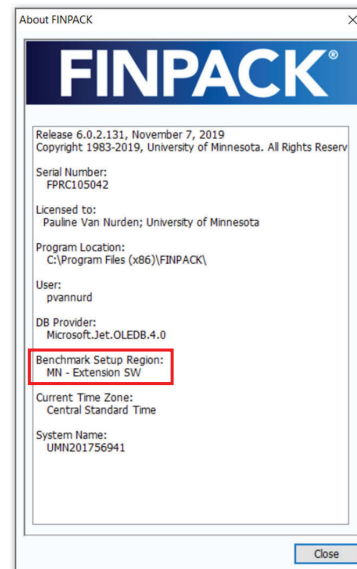 About FINPACK
FINPACK®
Release 6.0.2.131, November 7, 2019
Copyright 1983-2019, University of Minnesota. All Rights Reserv
Serial Number:
FPRC105042
Licensed to:
Pauline Van Nurden; University of Minnesota
Program Location:
C:\Program Files (x86)\FINPACK\
User:
pvannurd
DB Provider:
Microsoft.Jet.OLEDB.4.0
Benchmark Setup Region:
MN - Extension SW
Current Time Zone:
Central Standard Time
System Name:
UMN201756941
Close